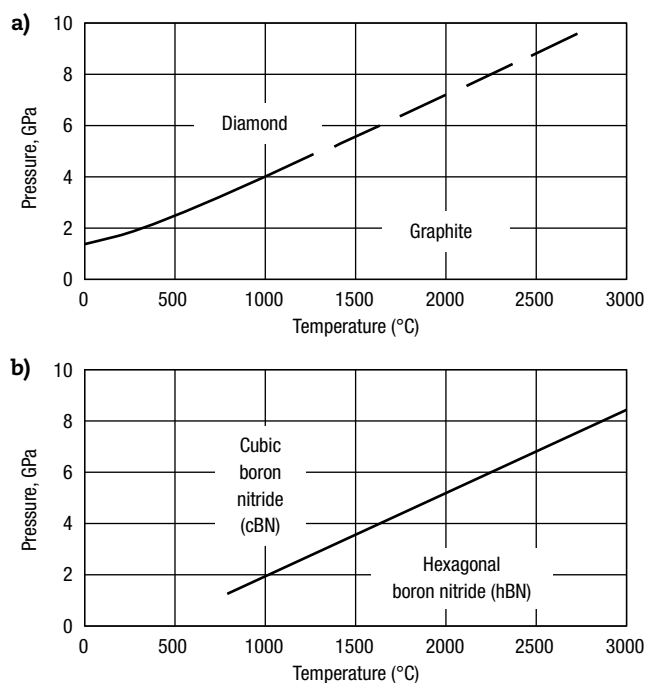 a)
10
8
6
4
2
0
Pressure, GPa
Diamond
Graphite
0 500 1000 1500 2000 2500 3000
Temperature (°C)
b)
10
8
6
4
2
0
Pressure, GPa
Cubic
boron
nitride
(cBN)
Hexagonal
boron nitride (hBN)
0 500 1000 1500 2000 2500 3000
Temperature (°C)